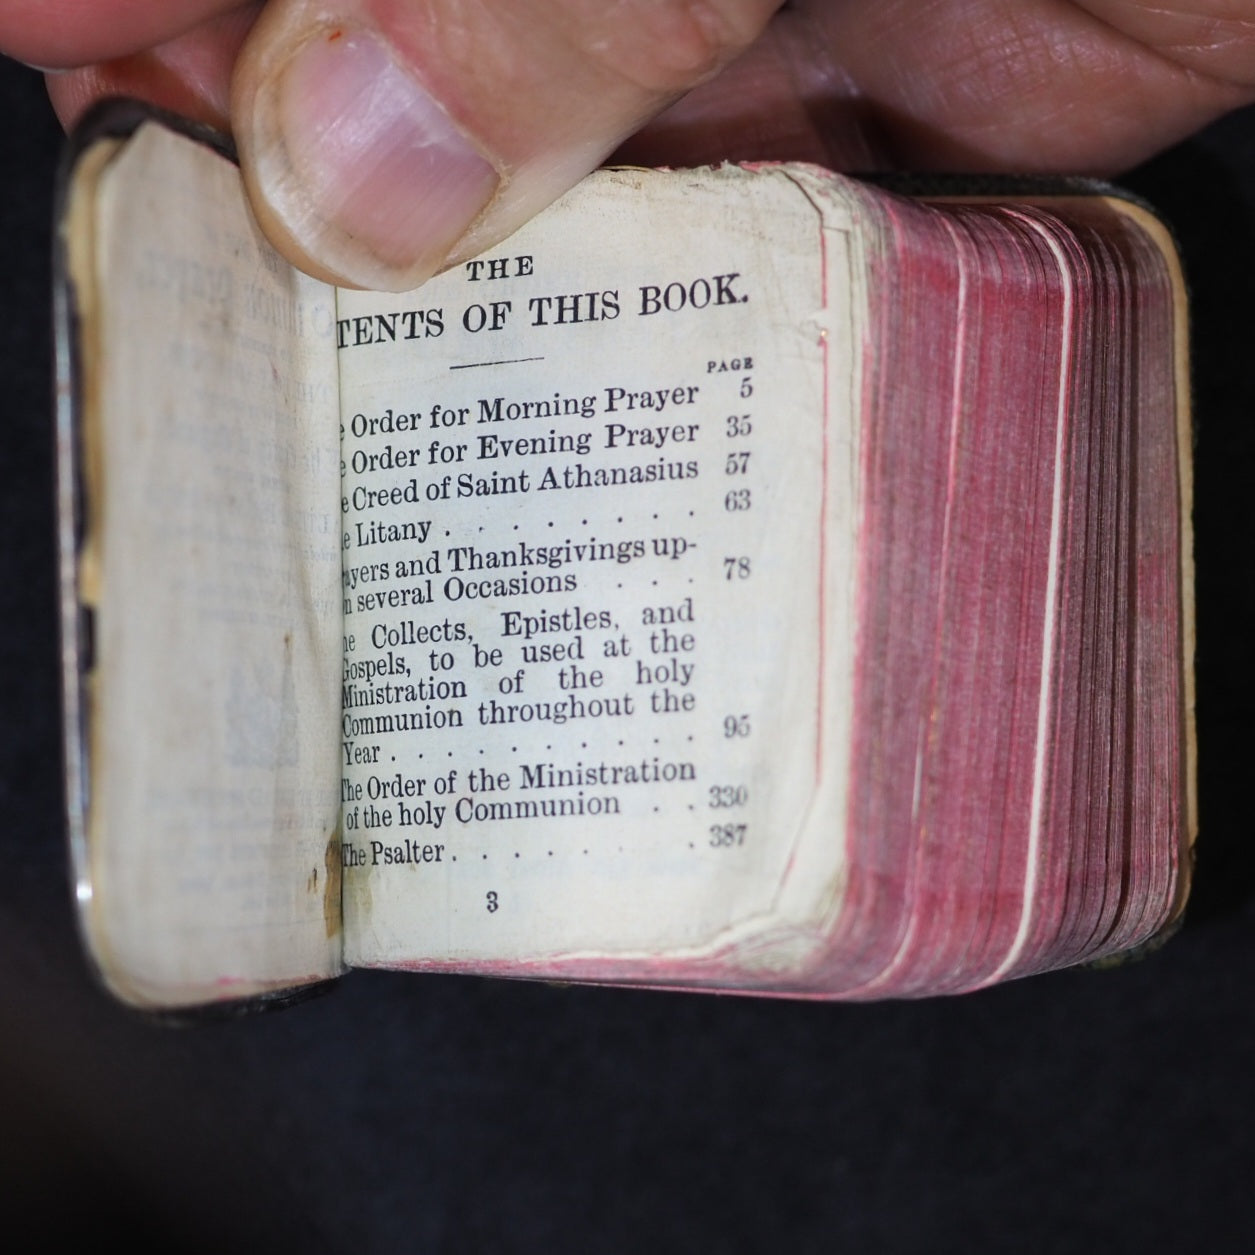 THE
TENTS OF THIS BOOK.
PAGE
e Order for Morning Prayer 5
e Order for Evening Prayer 35
e Creed of Saint Athanasius 57
e Litany . . . . . . . . 63
ayers and Thanksgivings up-
n several Occasions . . . 78
he Collects, Epistles, and
Gospels, to be used at the
Ministration of the holy
Communion throughout the
Year . . . . . . . . . . 95
The Order of the Ministration
of the holy Communion . . 330
The Psalter . . . . . . 387
3